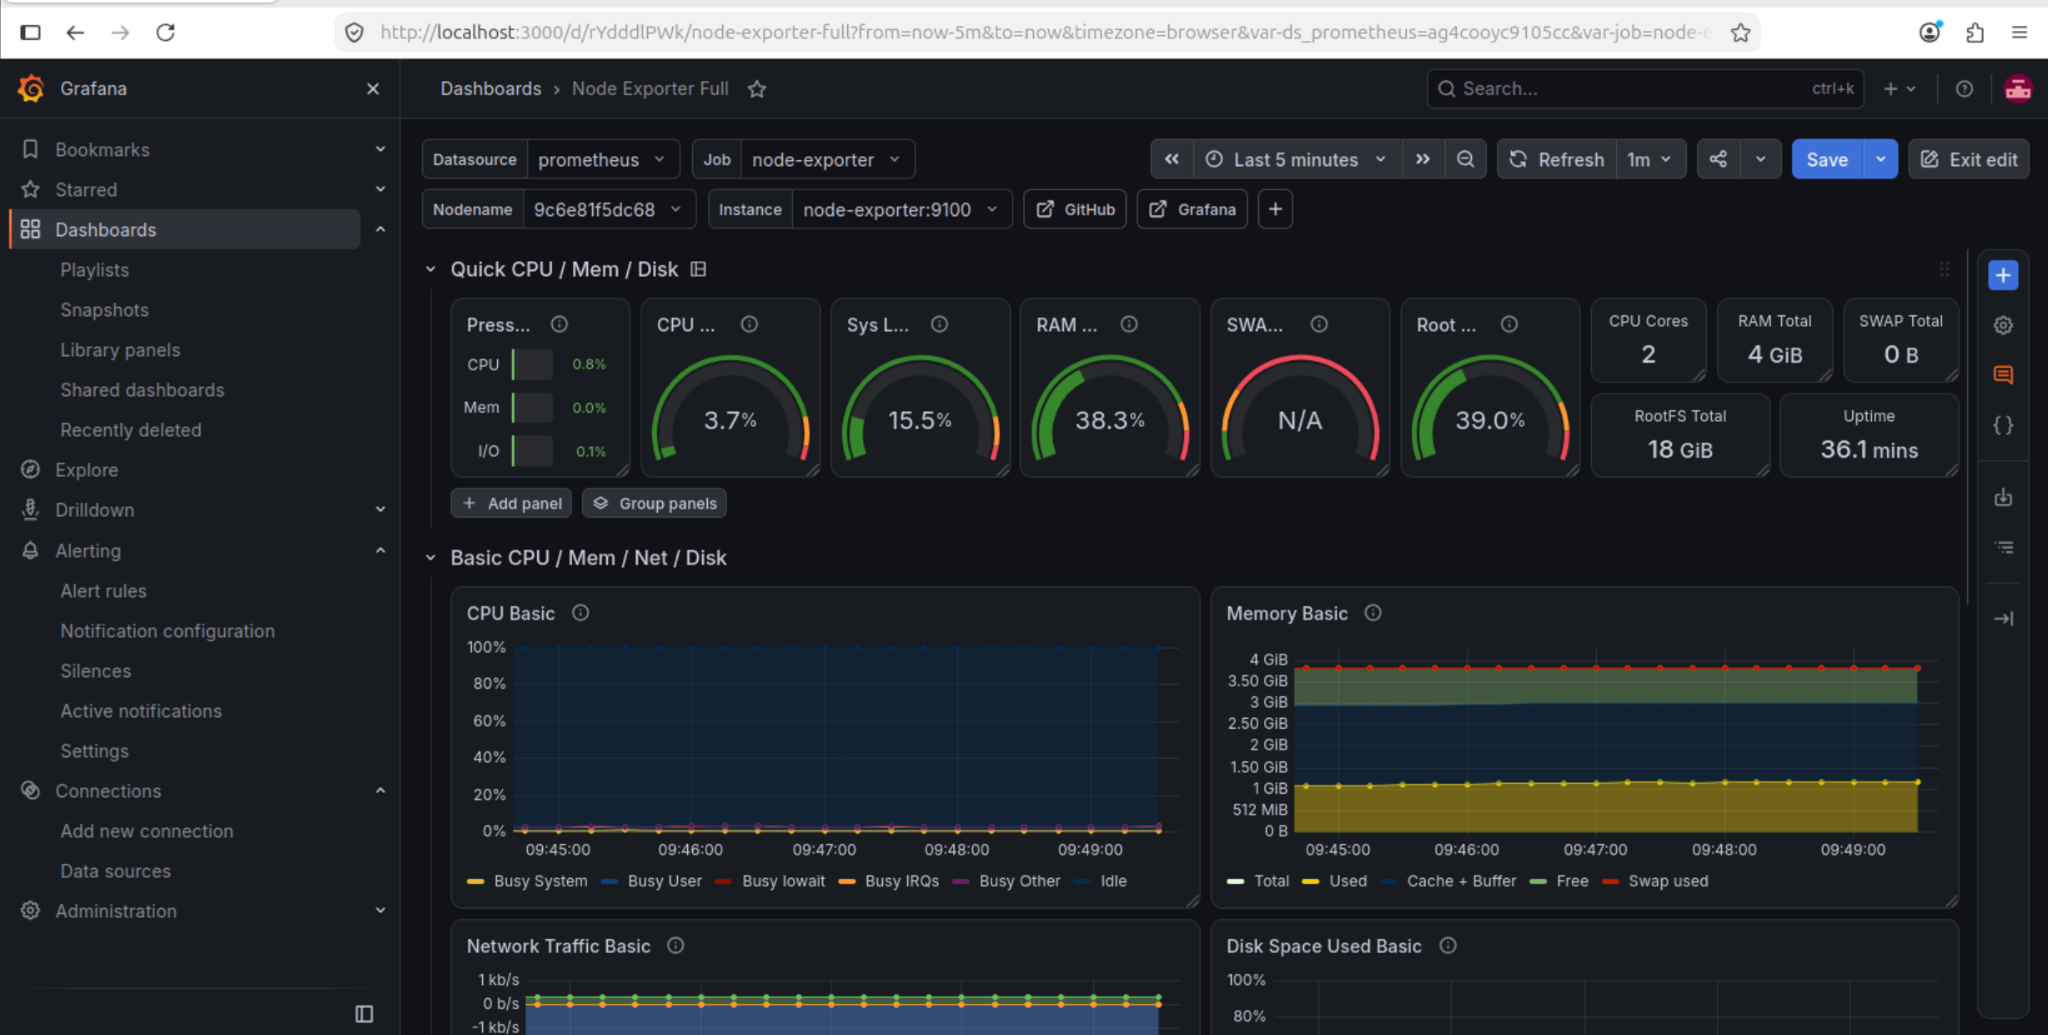 http://localhost:3000/d/rYdddlPWk/node-exporter-full?from=now-5m&to=now&timezone=browser&var-ds_prometheus=ag4cooyc9105cc&var-job=node-e
Grafana
Dashboards › Node Exporter Full
Search... ctrl+k
Bookmarks
Starred
Dashboards
Playlists
Snapshots
Library panels
Shared dashboards
Recently deleted
Explore
Drilldown
Alerting
Alert rules
Notification configuration
Silences
Active notifications
Settings
Connections
Add new connection
Data sources
Administration
Datasource prometheus Job node-exporter
Last 5 minutes Refresh 1m Save Exit edit
Nodename 9c6e81f5dc68 Instance node-exporter:9100 GitHub Grafana
Quick CPU / Mem / Disk
Press...
CPU 0.8%
Mem 0.0%
I/O 0.1%
CPU ...
3.7%
Sys L...
15.5%
RAM ...
38.3%
SWA...
N/A
Root ...
39.0%
CPU Cores
2
RAM Total
4 GiB
SWAP Total
0 B
RootFS Total
18 GiB
Uptime
36.1 mins
+ Add panel Group panels
Basic CPU / Mem / Net / Disk
CPU Basic
100%
80%
60%
40%
20%
0%
09:45:00 09:46:00 09:47:00 09:48:00 09:49:00
Busy System Busy User Busy Iowait Busy IRQs Busy Other Idle
Memory Basic
4 GiB
3.50 GiB
3 GiB
2.50 GiB
2 GiB
1.50 GiB
1 GiB
512 MiB
0 B
09:45:00 09:46:00 09:47:00 09:48:00 09:49:00
Total Used Cache + Buffer Free Swap used
Network Traffic Basic
1 kb/s
0 b/s
-1 kb/s
Disk Space Used Basic
100%
80%